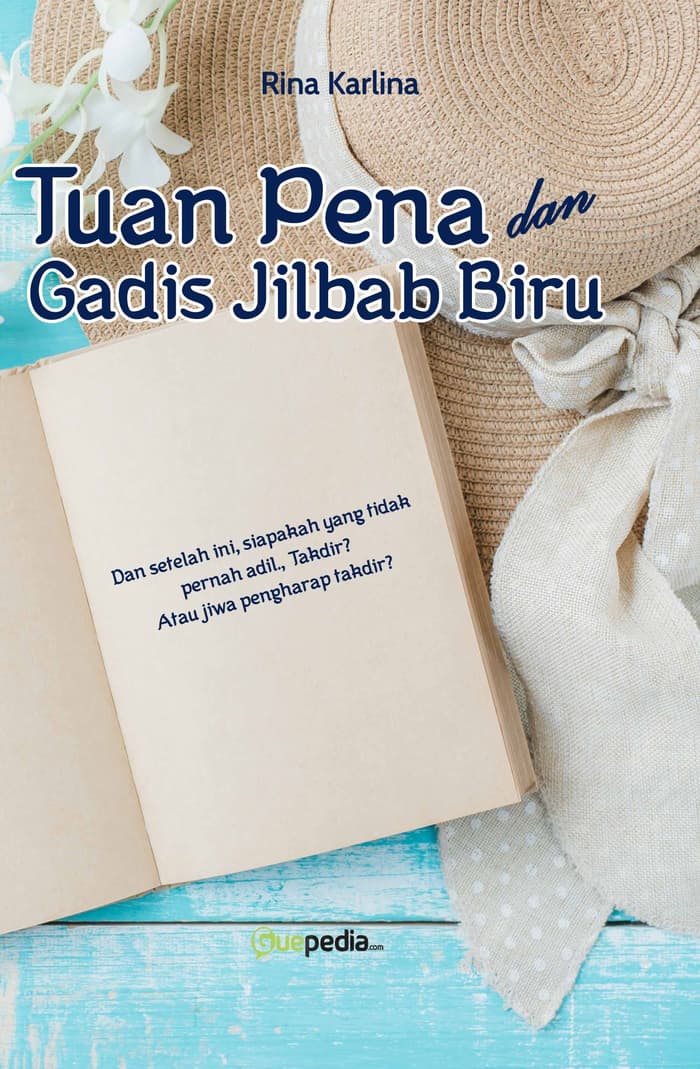 Rina Karlina
Tuan Pena dan
Gadis Jilbab Biru
Dan setelah ini, siapakah yang tidak
pernah adil., Takdir?
Atau jiwa pengharap takdir?
Guepedia.com